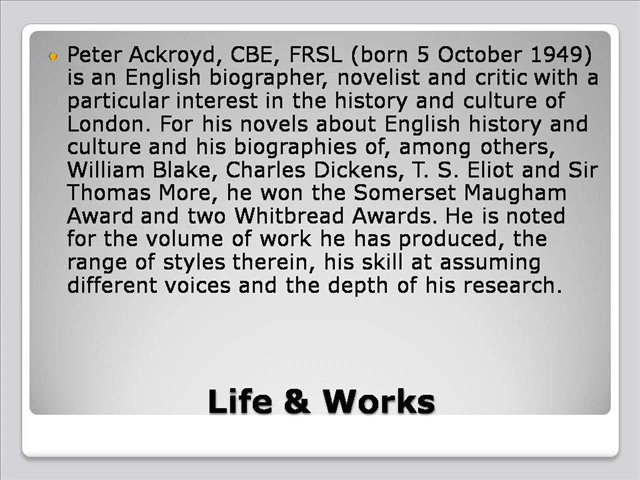 Peter Ackroyd, CBE, FRSL (born 5 October 1949)
is an English biographer, novelist and critic with a
particular interest in the history and culture of
London. For his novels about English history and
culture and his biographies of, among others,
William Blake, Charles Dickens, T. S. Eliot and Sir
Thomas More, he won the Somerset Maugham
Award and two Whitbread Awards. He is noted
for the volume of work he has produced, the
range of styles therein, his skill at assuming
different voices and the depth of his research.
Life & Works